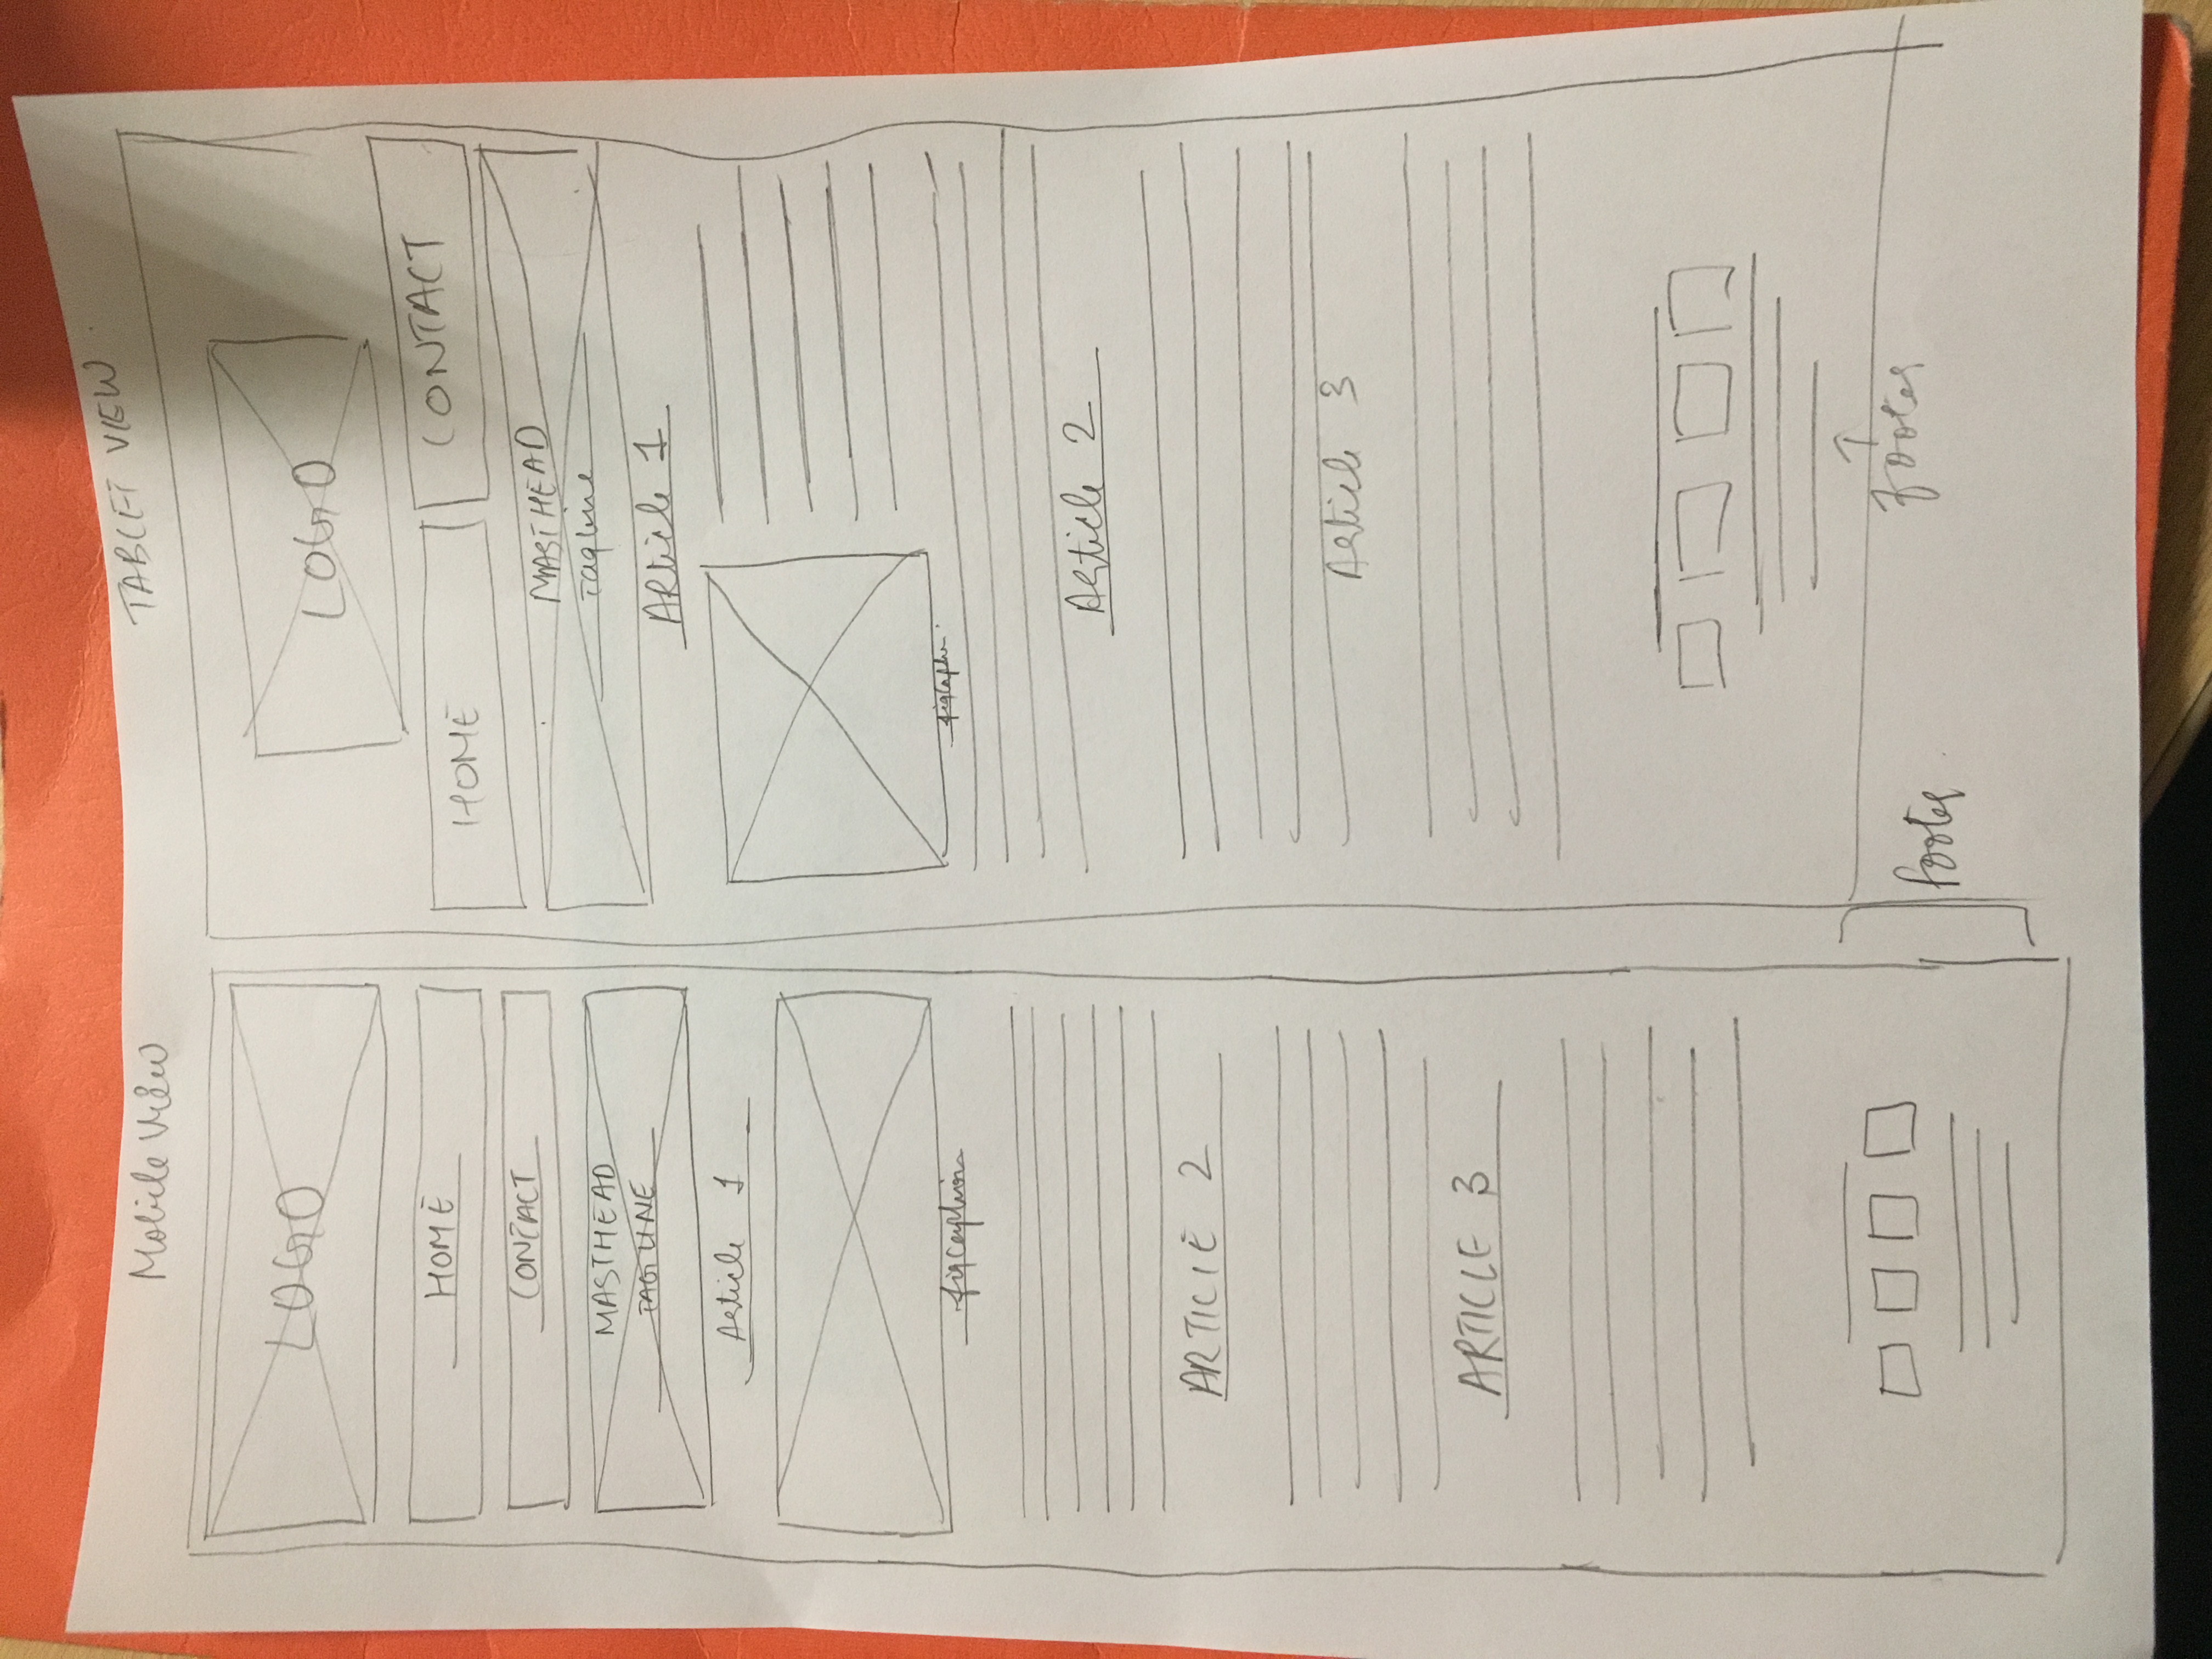 Mobile View
LOGO
HOME
CONTACT
MASTHEAD
TAGLINE
Article 1
figcaption
ARTICLE 2
ARTICLE 3
footer
TABLET VIEW
LOGO
HOME
CONTACT
MASTHEAD
Tagline
ARticle 1
Article 2
Article 3
footer